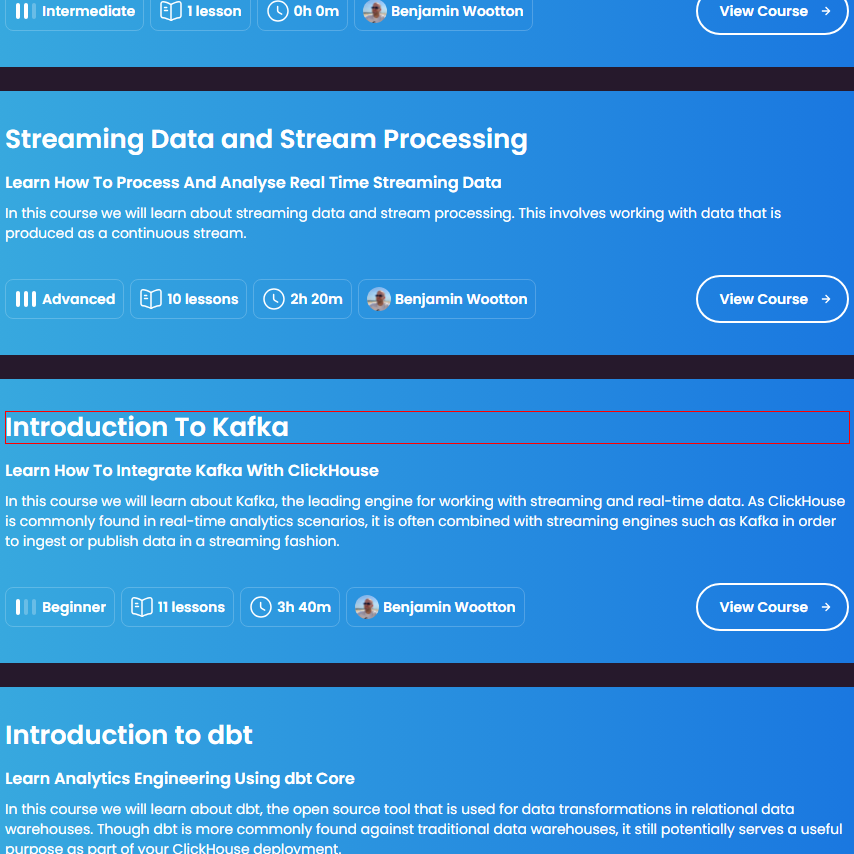 Intermediate 1 lesson 0h 0m Benjamin Wootton View Course →
Streaming Data and Stream Processing
Learn How To Process And Analyse Real Time Streaming Data
In this course we will learn about streaming data and stream processing. This involves working with data that is
produced as a continuous stream.
Advanced 10 lessons 2h 20m Benjamin Wootton View Course →
Introduction To Kafka
Learn How To Integrate Kafka With ClickHouse
In this course we will learn about Kafka, the leading engine for working with streaming and real-time data. As ClickHouse
is commonly found in real-time analytics scenarios, it is often combined with streaming engines such as Kafka in order
to ingest or publish data in a streaming fashion.
Beginner 11 lessons 3h 40m Benjamin Wootton View Course →
Introduction to dbt
Learn Analytics Engineering Using dbt Core
In this course we will learn about dbt, the open source tool that is used for data transformations in relational data
warehouses. Though dbt is more commonly found against traditional data warehouses, it still potentially serves a useful
purpose as part of your ClickHouse deployment.